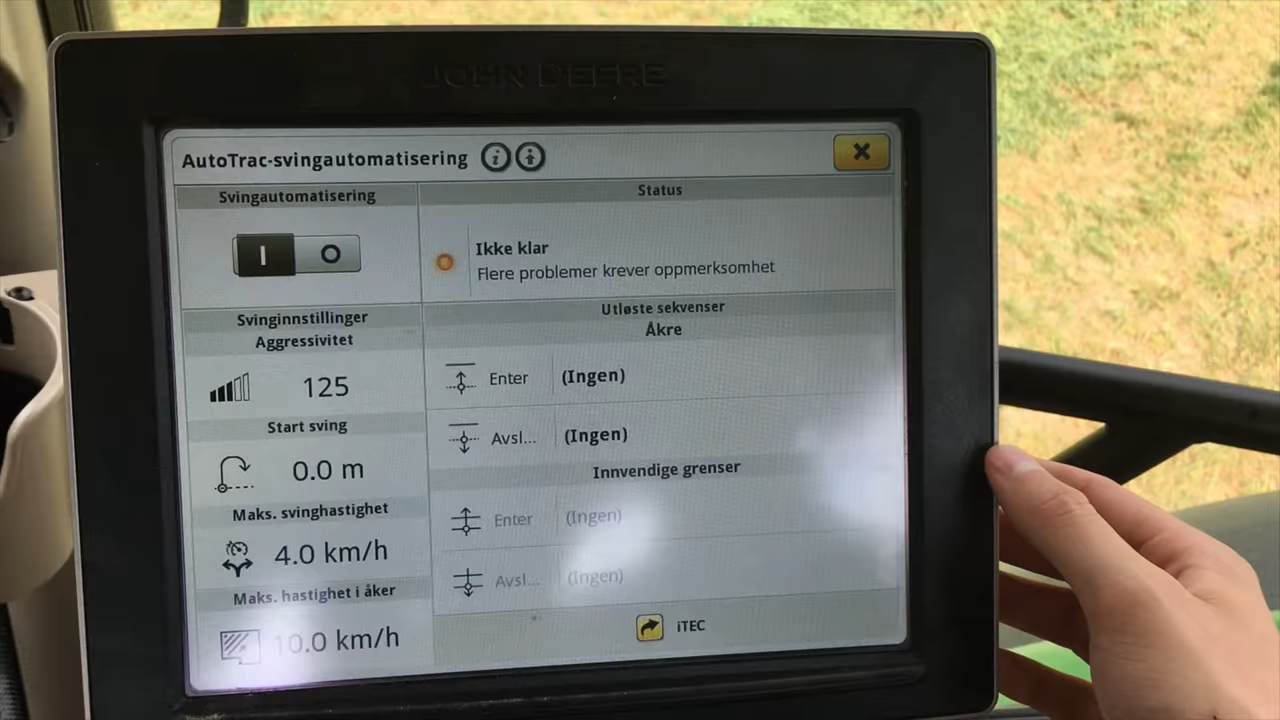 JOHN DEERE
AutoTrac-svingautomatisering
Svingautomatisering
I O
Svinginnstillinger
Aggressivitet
125
Start sving
0.0 m
Maks. svinghastighet
4.0 km/h
Maks. hastighet i åker
10.0 km/h
Status
Ikke klar
Flere problemer krever oppmerksomhet
Utløste sekvenser
Åkre
Enter (Ingen)
Avsl... (Ingen)
Innvendige grenser
Enter (Ingen)
Avsl... (Ingen)
iTEC